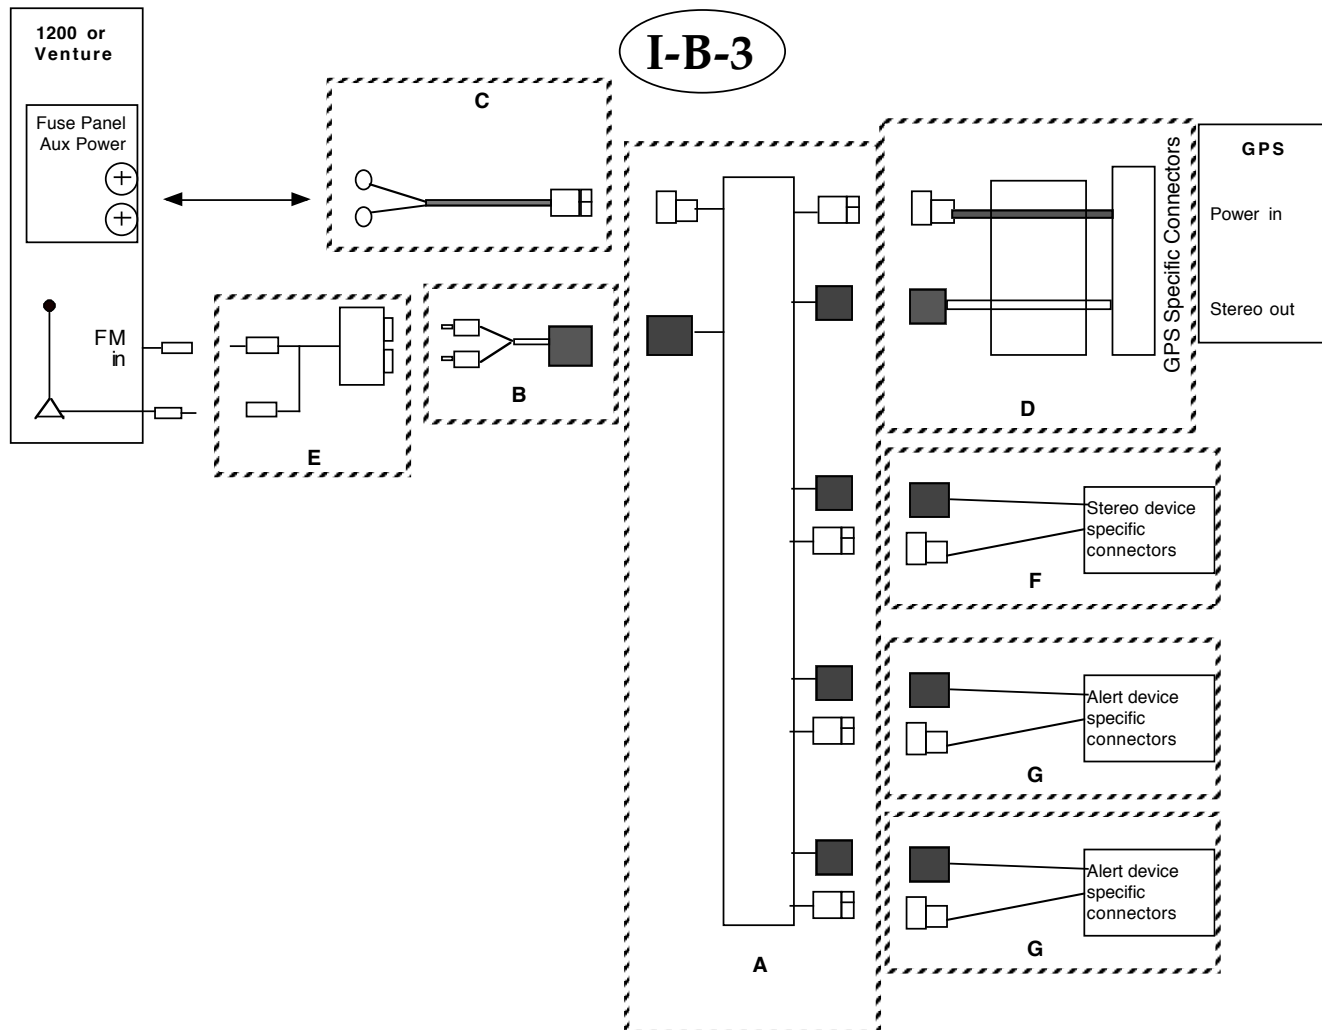 1200 or
Venture
I-B-3
Fuse Panel
Aux Power
C
GPS
Power in
Stereo out
GPS Specific Connectors
FM
in
B
E
D
Stereo device
specific
connectors
F
Alert device
specific
connectors
G
Alert device
specific
connectors
G
A